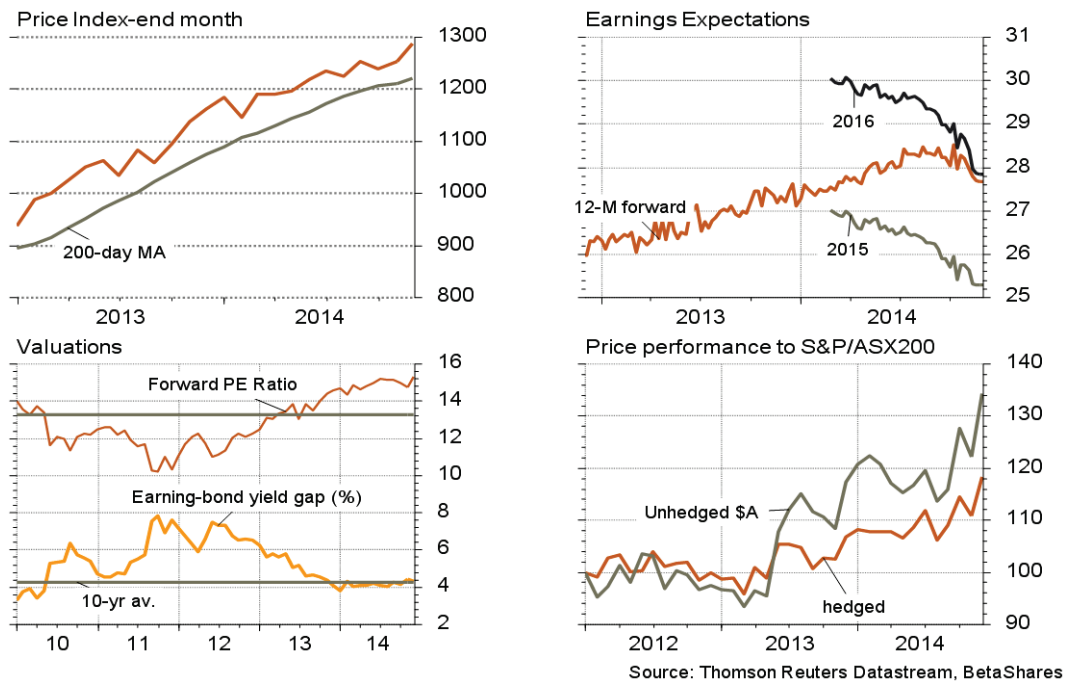 Price Index-end month
1300
1200
1100
1000
900
800
200-day MA
2013 2014
Earnings Expectations
31
30
29
28
27
26
25
2016
12-M forward
2015
2013 2014
Valuations
16
14
12
10
8
6
4
2
Forward PE Ratio
Earning-bond yield gap (%)
10-yr av.
10 11 12 13 14
Price performance to S&P/ASX200
140
130
120
110
100
90
Unhedged $A
hedged
2012 2013 2014
Source: Thomson Reuters Datastream, BetaShares